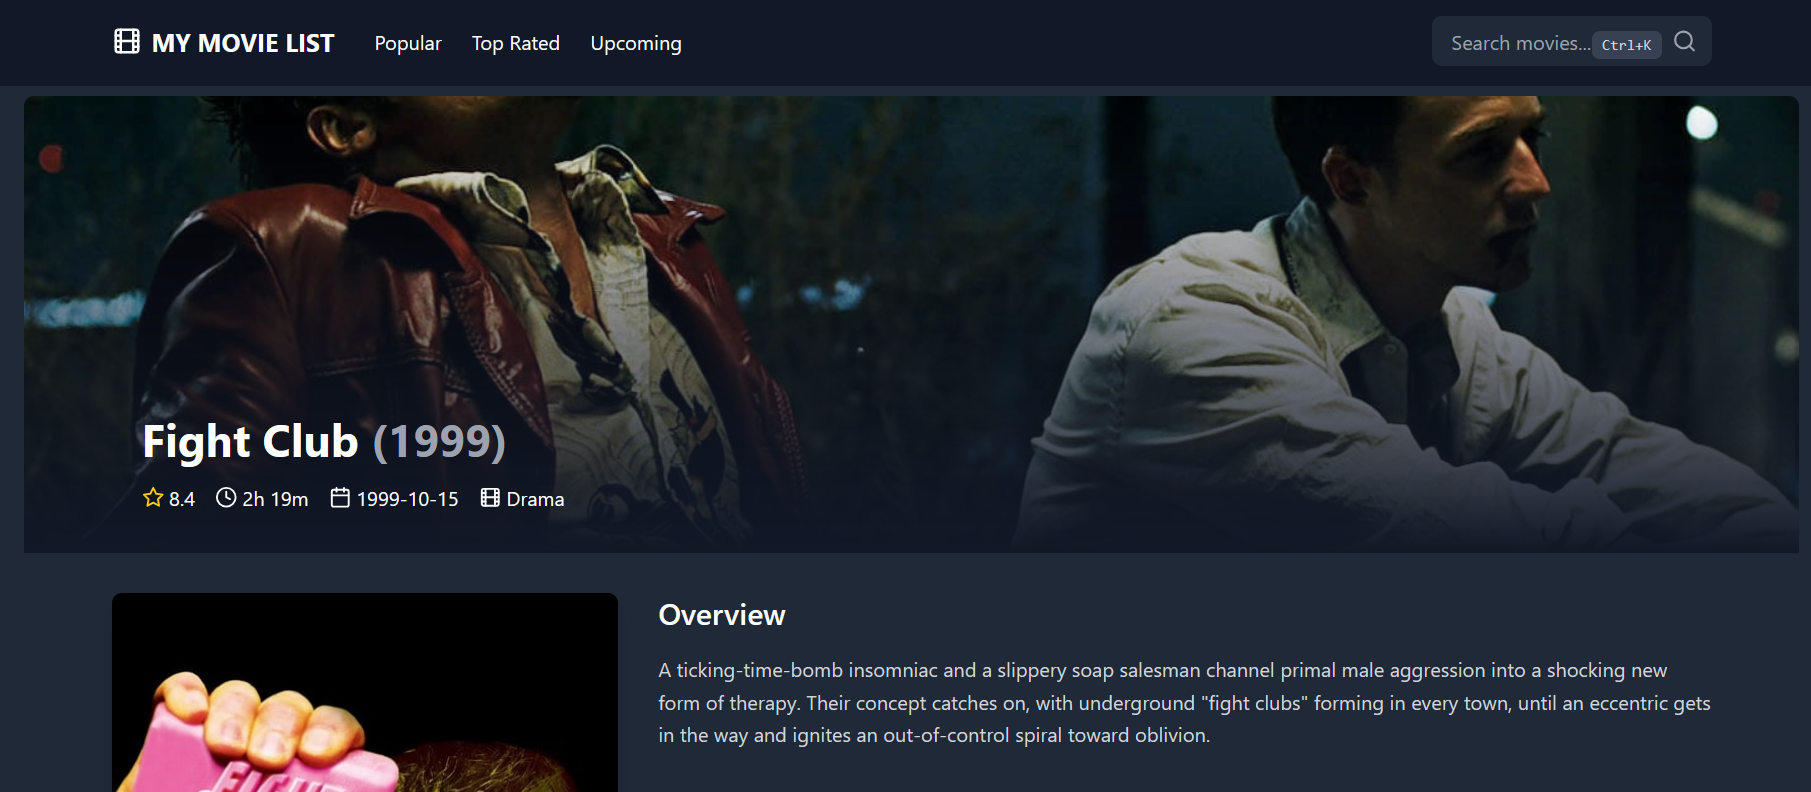 MY MOVIE LIST Popular Top Rated Upcoming Search movies... Ctrl+K
Fight Club (1999)
8.4 2h 19m 1999-10-15 Drama
Overview
A ticking-time-bomb insomniac and a slippery soap salesman channel primal male aggression into a shocking new
form of therapy. Their concept catches on, with underground "fight clubs" forming in every town, until an eccentric gets
in the way and ignites an out-of-control spiral toward oblivion.
FIGHT